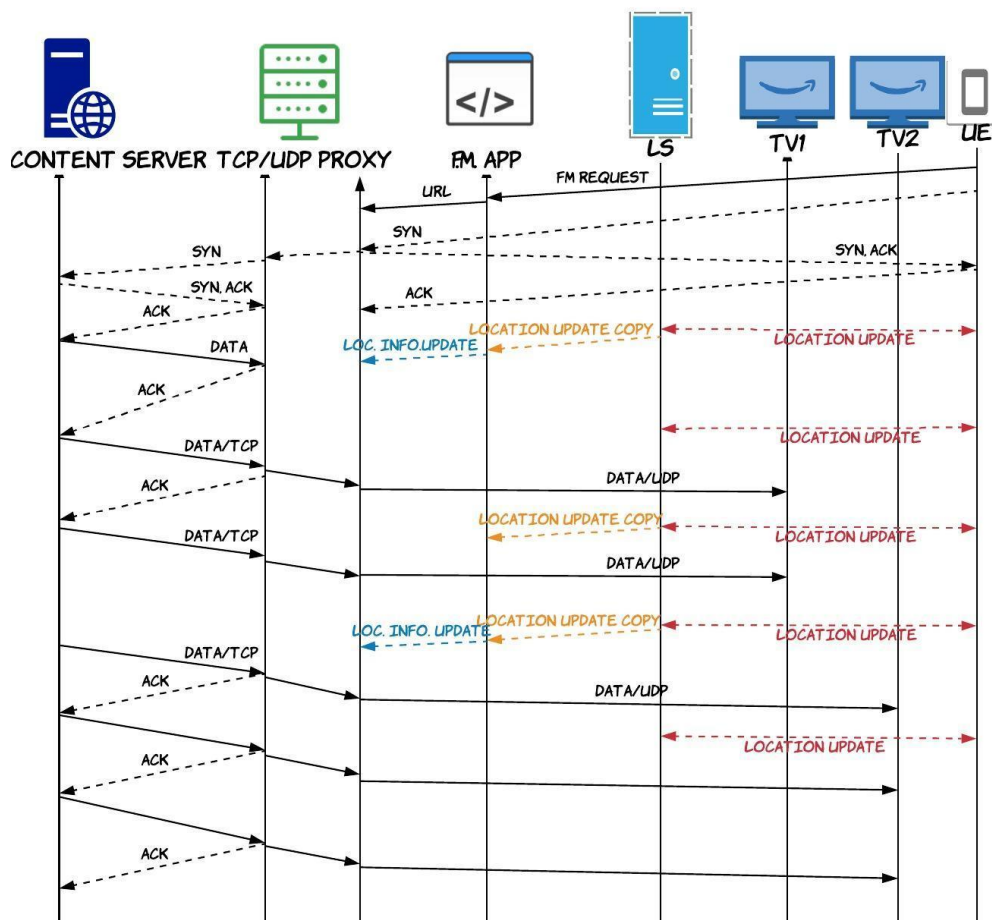 </>
CONTENT SERVER
TCP/UDP PROXY
F.M. APP
LS
TV1
TV2
UE
FM REQUEST
URL
SYN
SYN
SYN, ACK
SYN, ACK
ACK
ACK
LOCATION UPDATE COPY
LOCATION UPDATE
LOC. INFO.UPDATE
DATA
ACK
LOCATION UPDATE
DATA/TCP
DATA/UDP
ACK
LOCATION UPDATE COPY
LOCATION UPDATE
DATA/TCP
DATA/UDP
LOCATION UPDATE COPY
LOC. INFO. UPDATE
LOCATION UPDATE
DATA/TCP
ACK
DATA/UDP
LOCATION UPDATE
ACK
ACK